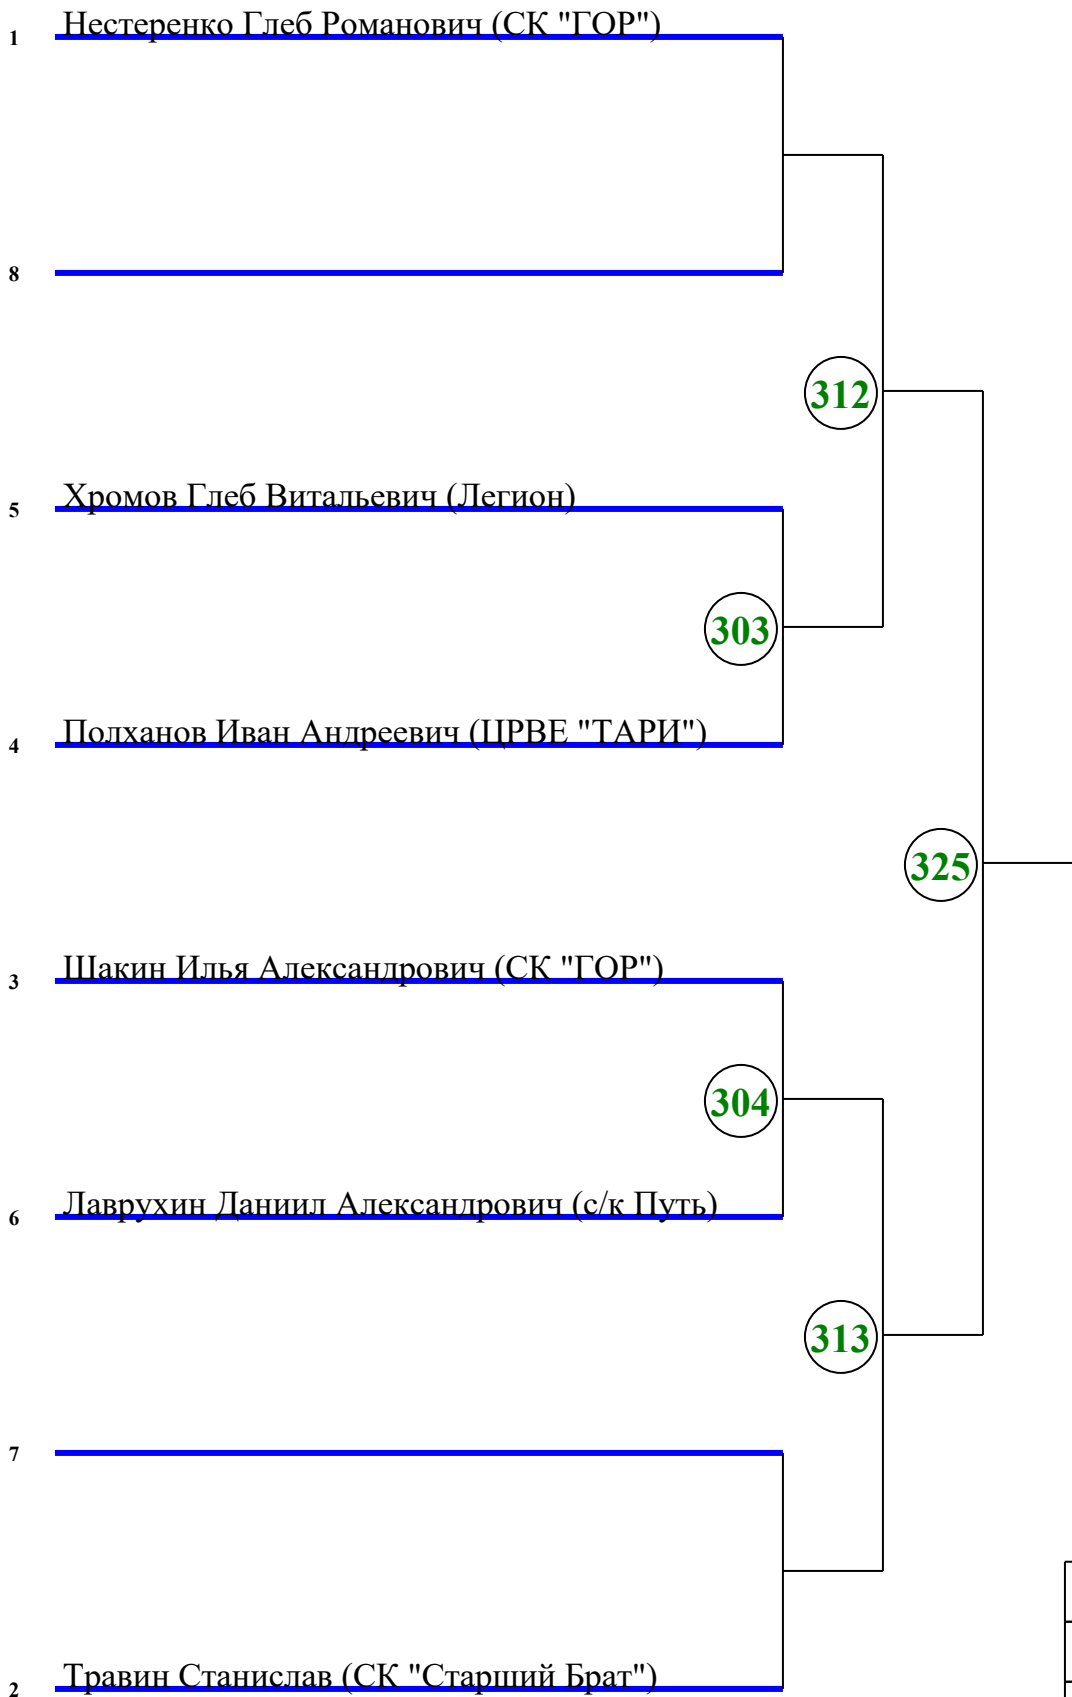 1 Нестеренко Глеб Романович (СК "ГОР")
8
312
5 Хромов Глеб Витальевич (Легион)
303
4 Полханов Иван Андреевич (ЦРВЕ "ТАРИ")
325
3 Шакин Илья Александрович (СК "ГОР")
304
6 Лаврухин Даниил Александрович (с/к Путь)
313
7
2 Травин Станислав (СК "Старший Брат")